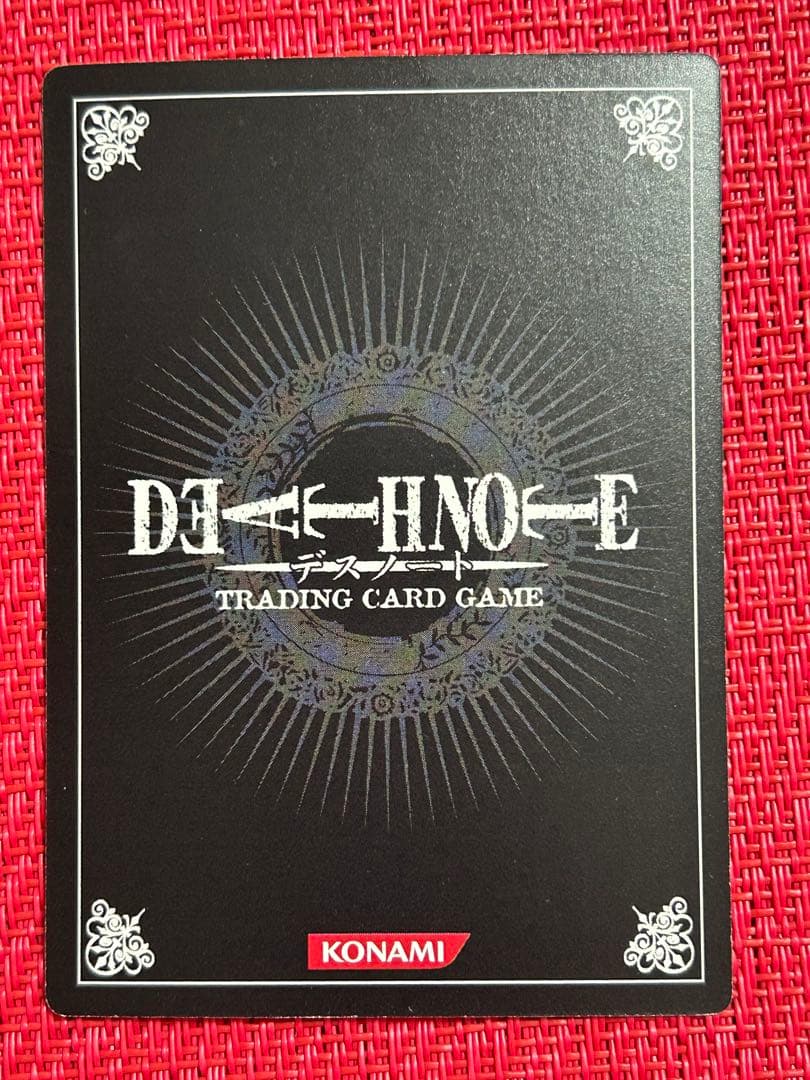 DEATH NOTE
デスノート
TRADING CARD GAME
KONAMI